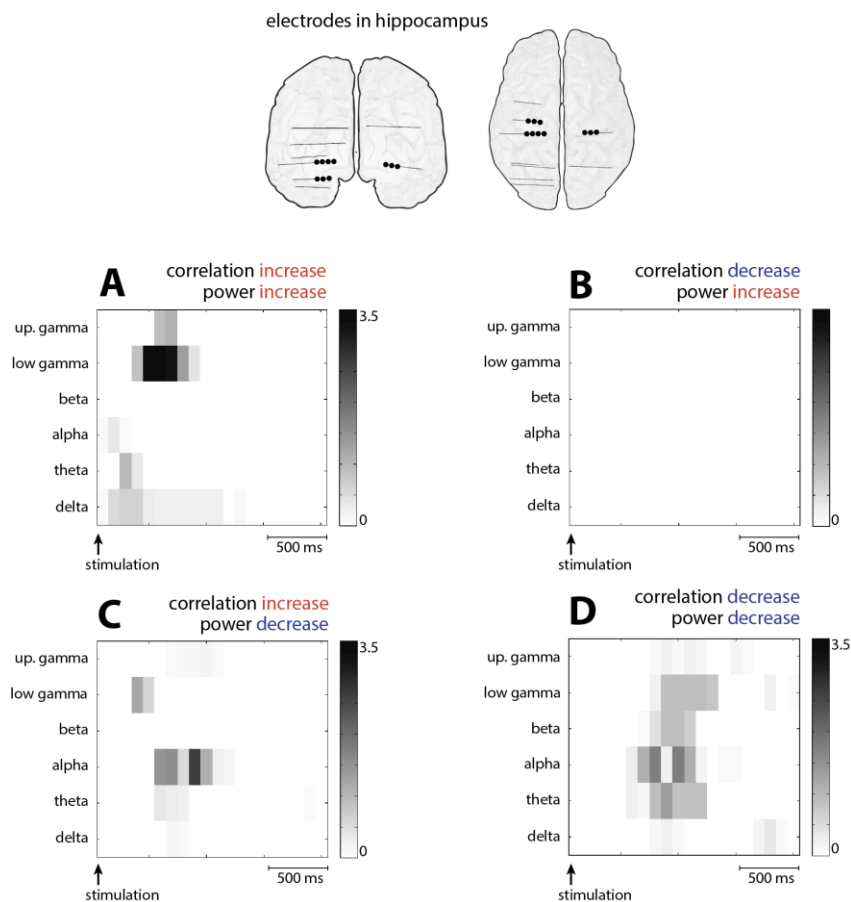 electrodes in hippocampus
A
correlation increase
power increase
up. gamma
low gamma
beta
alpha
theta
delta
3.5
0
500 ms
stimulation
B
correlation decrease
power increase
up. gamma
low gamma
beta
alpha
theta
delta
0
500 ms
stimulation
C
correlation increase
power decrease
up. gamma
low gamma
beta
alpha
theta
delta
3.5
0
500 ms
stimulation
D
correlation decrease
power decrease
up. gamma
low gamma
beta
alpha
theta
delta
3.5
0
500 ms
stimulation